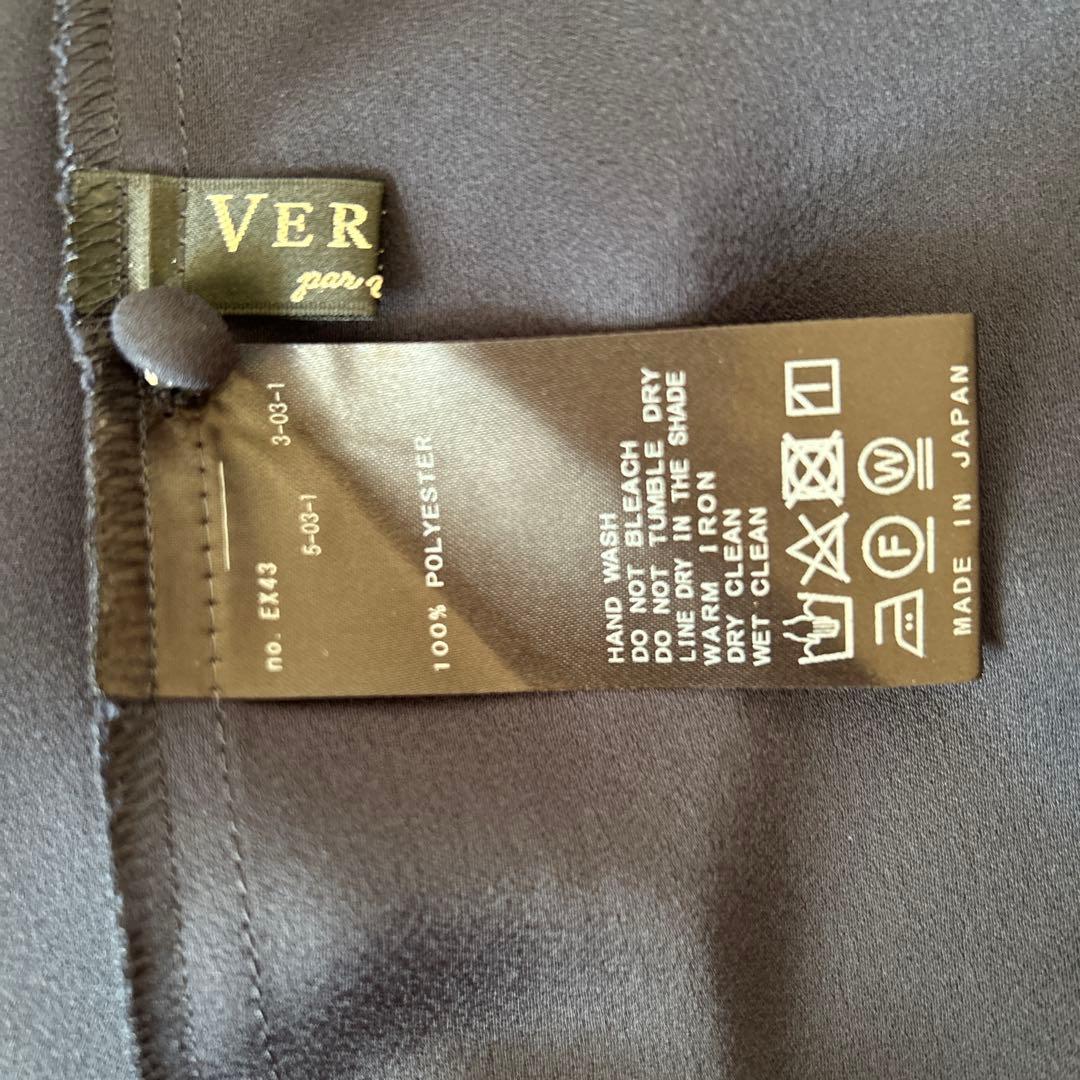 VER
par
no. EX43
5-03-1
3-03-1
100% POLYESTER
HAND WASH
DO NOT BLEACH
DO NOT TUMBLE DRY
LINE DRY IN THE SHADE
WARM IRON
DRY CLEAN
WET CLEAN
F
W
MADE IN JAPAN